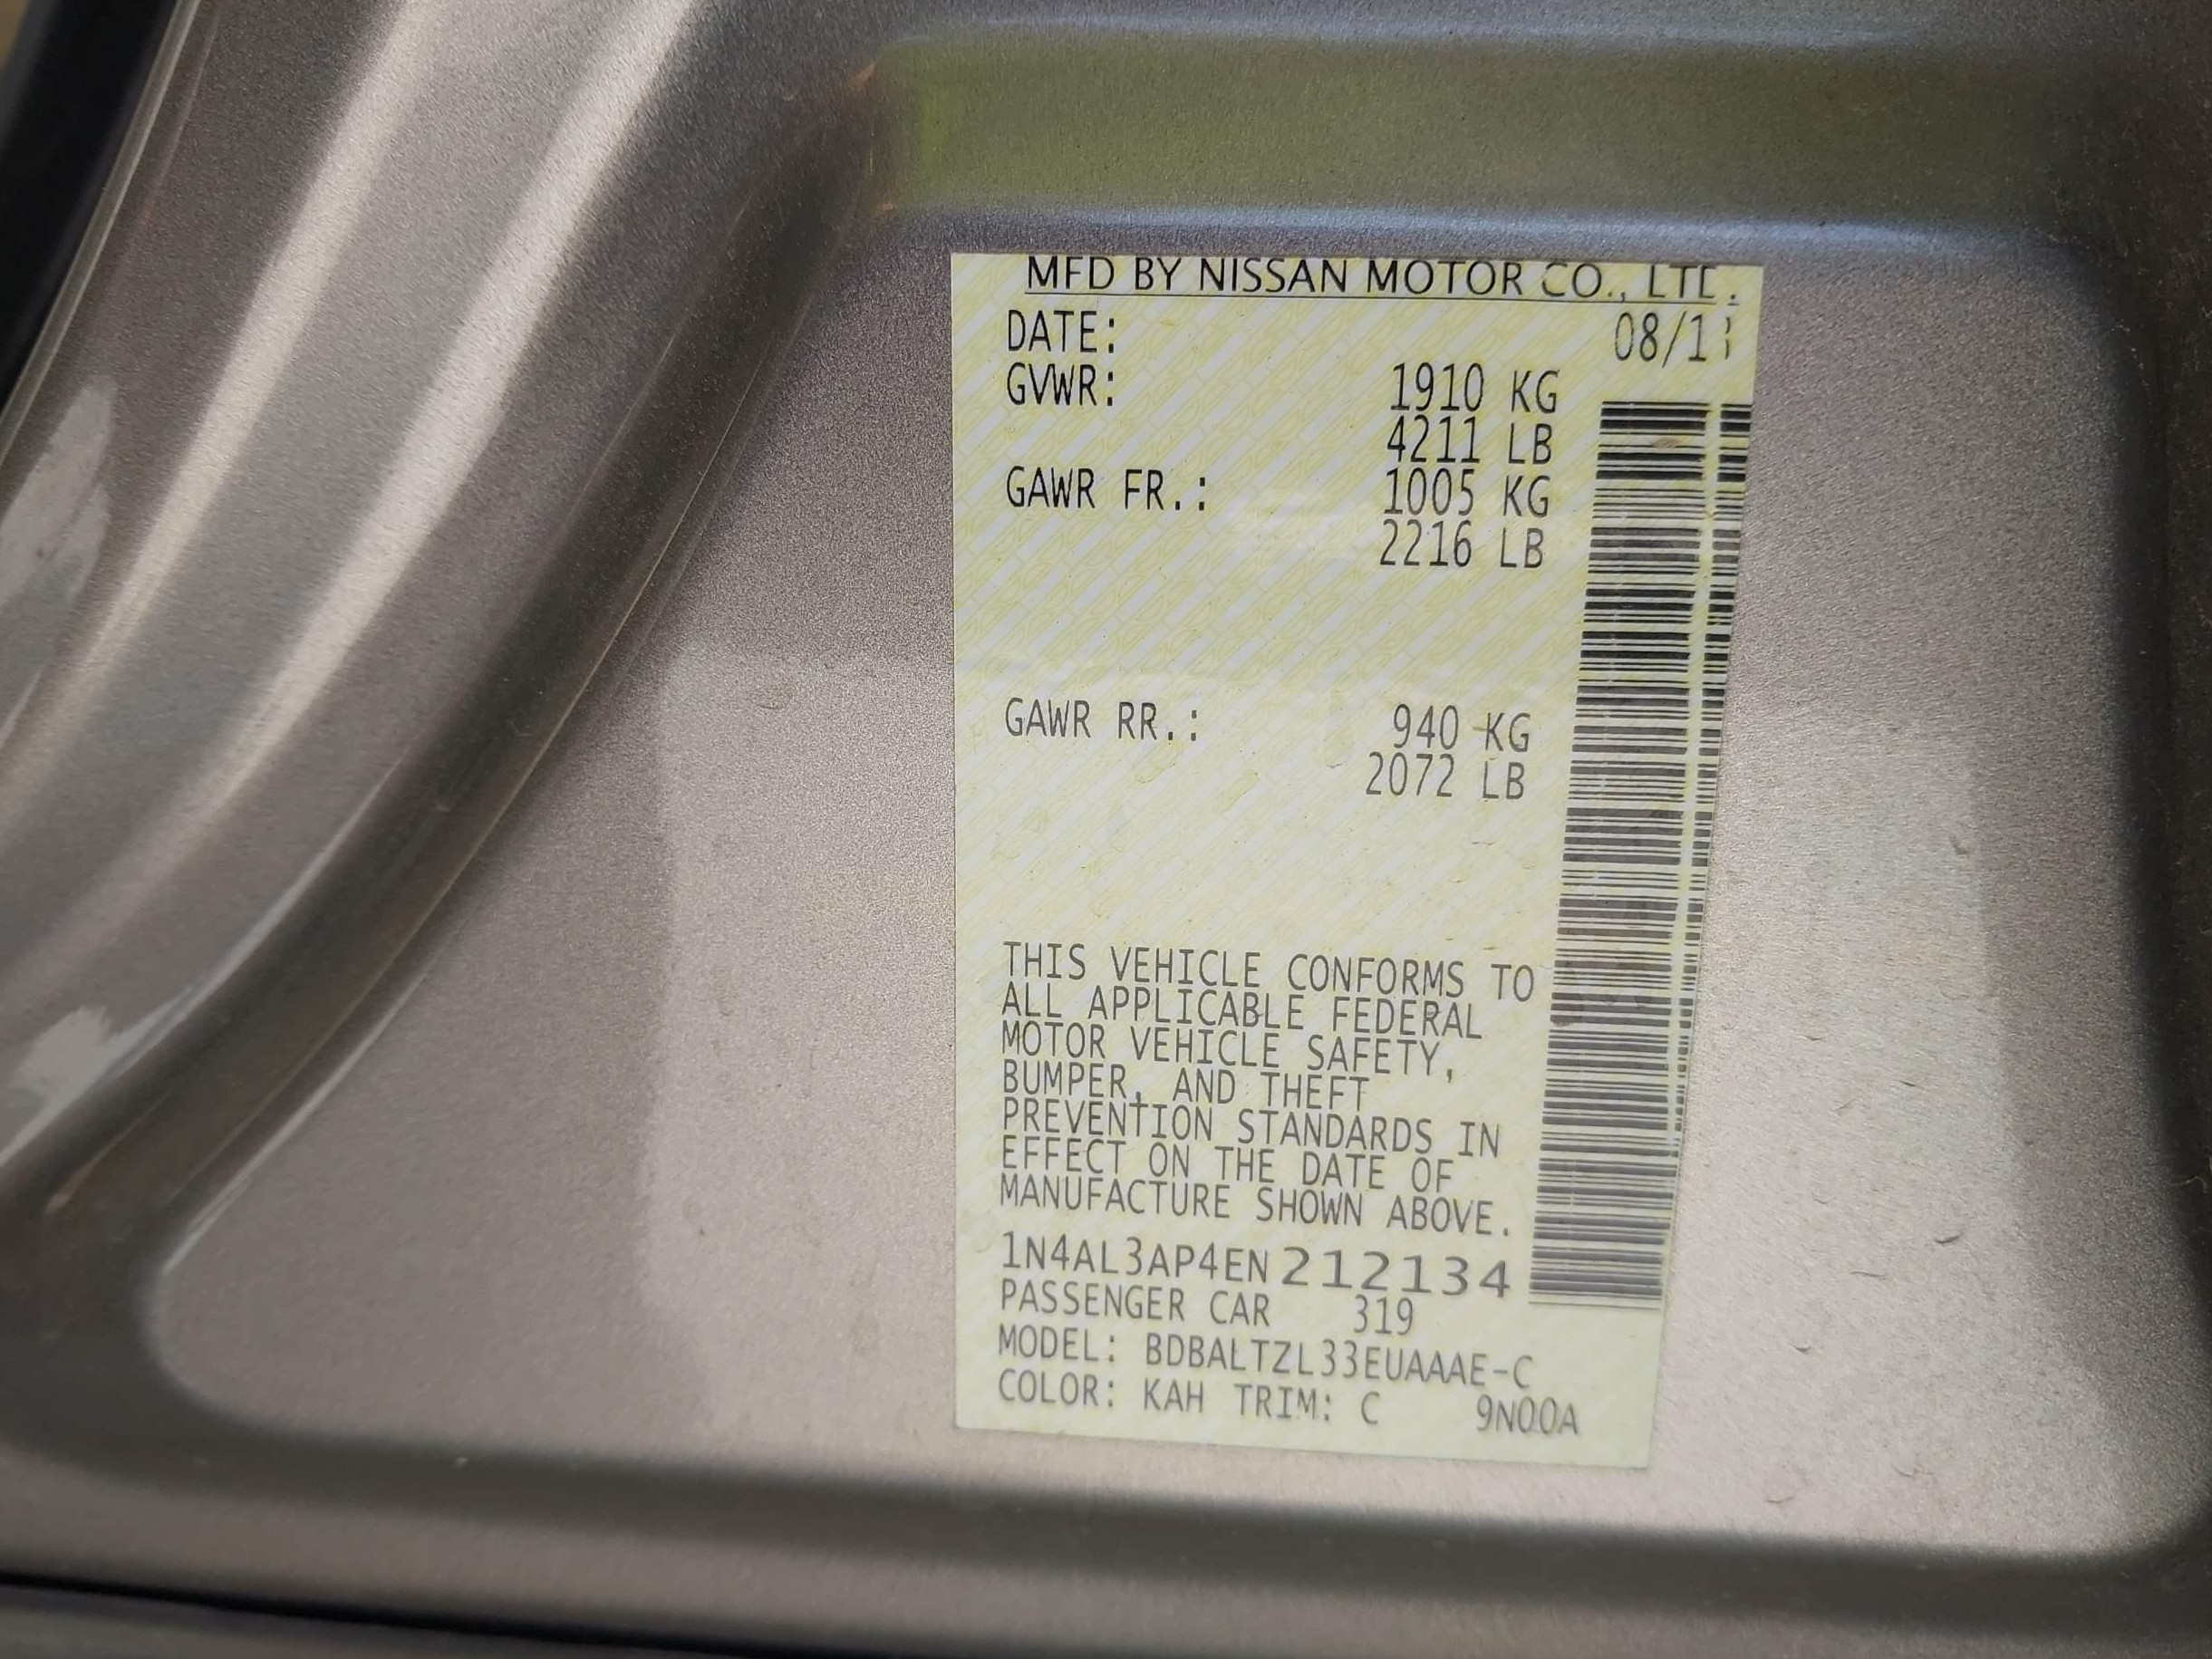 MFD BY NISSAN MOTOR CO., LTD.
DATE:
GVWR: 1910 KG
4211 LB
GAWR FR.: 1005 KG
2216 LB
GAWR RR.: 940 KG
2072 LB
THIS VEHICLE CONFORMS TO
ALL APPLICABLE FEDERAL
MOTOR VEHICLE SAFETY,
BUMPER, AND THEFT
PREVENTION STANDARDS IN
EFFECT ON THE DATE OF
MANUFACTURE SHOWN ABOVE.
1N4AL3AP4EN212134
PASSENGER CAR 319
MODEL: BDBALTZL33EUAAAE-C
COLOR: KAH TRIM: C 9N00A